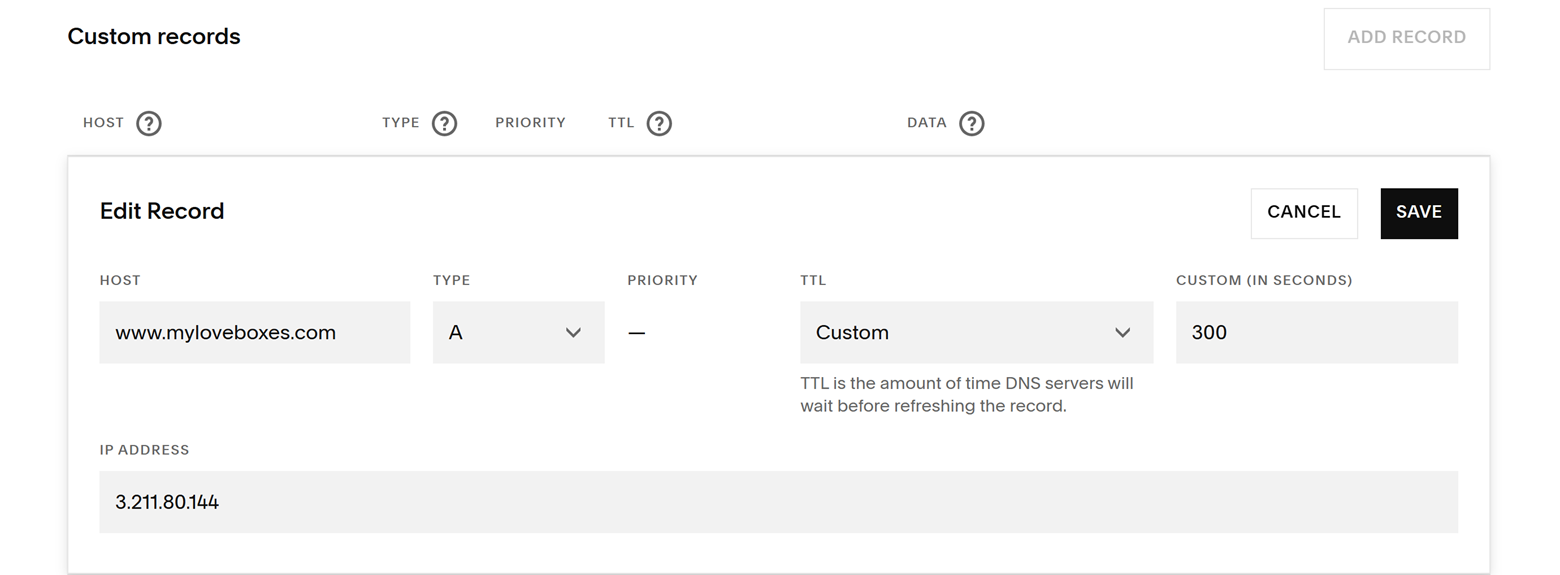 Custom records
ADD RECORD
HOST ? TYPE ? PRIORITY TTL ? DATA ?
Edit Record
CANCEL SAVE
HOST TYPE PRIORITY TTL CUSTOM (IN SECONDS)
www.myloveboxes.com A — Custom 300
TTL is the amount of time DNS servers will
wait before refreshing the record.
IP ADDRESS
3.211.80.144